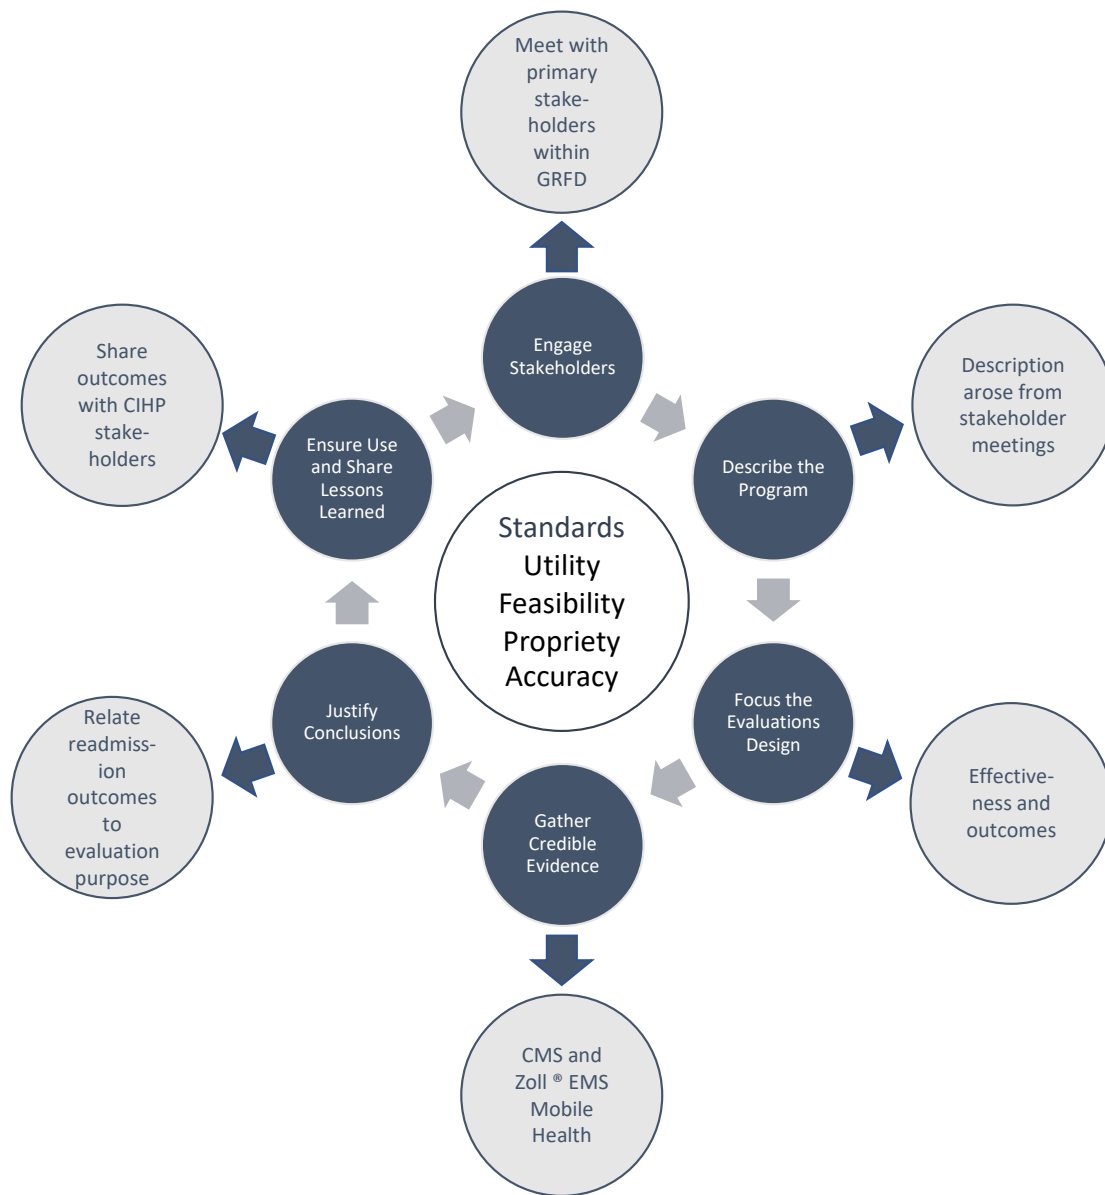 Meet with
primary
stake-
holders
within
GRFD
Engage
Stakeholders
Description
arose from
stakeholder
meetings
Describe the
Program
Focus the
Evaluations
Design
Effective-
ness and
outcomes
Gather
Credible
Evidence
CMS and
Zoll ® EMS
Mobile
Health
Justify
Conclusions
Relate
readmiss-
ion
outcomes
to
evaluation
purpose
Ensure Use
and Share
Lessons
Learned
Share
outcomes
with CIHP
stake-
holders
Standards
Utility
Feasibility
Propriety
Accuracy